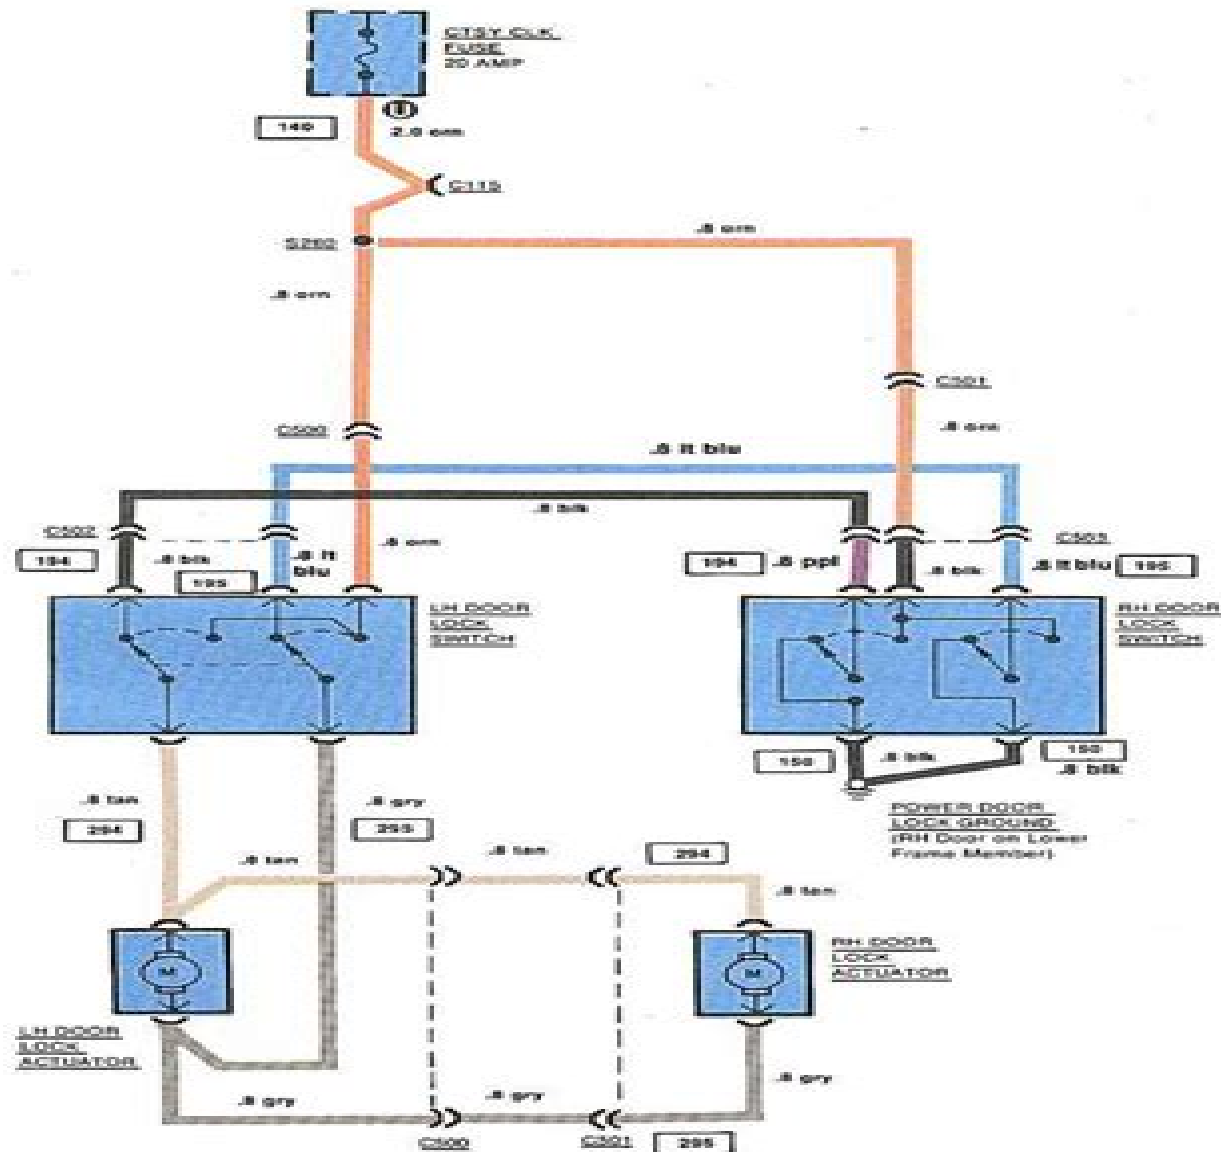 CTSY CLK
FUSE
20 AMP
140
2.0 orn
C115
S260
.8 orn
.8 orn
C501
C500
.8 orn
.8 lt blu
.8 blk
C502
194
.8 blk
195
.8 lt
blu
.8 orn
194
.8 ppl
.8 blk
C503
.8 lt blu
195
LH DOOR
LOCK
SWITCH
RH DOOR
LOCK
SWITCH
150
.8 blk
150
.8 blk
POWER DOOR
LOCK GROUND
(RH Door on Lower
Frame Member)
.8 tan
294
.8 gry
295
.8 tan
.8 tan
294
.8 tan
M
M
RH DOOR
LOCK
ACTUATOR
LH DOOR
LOCK
ACTUATOR
.8 gry
.8 gry
.8 gry
C500
C501
295